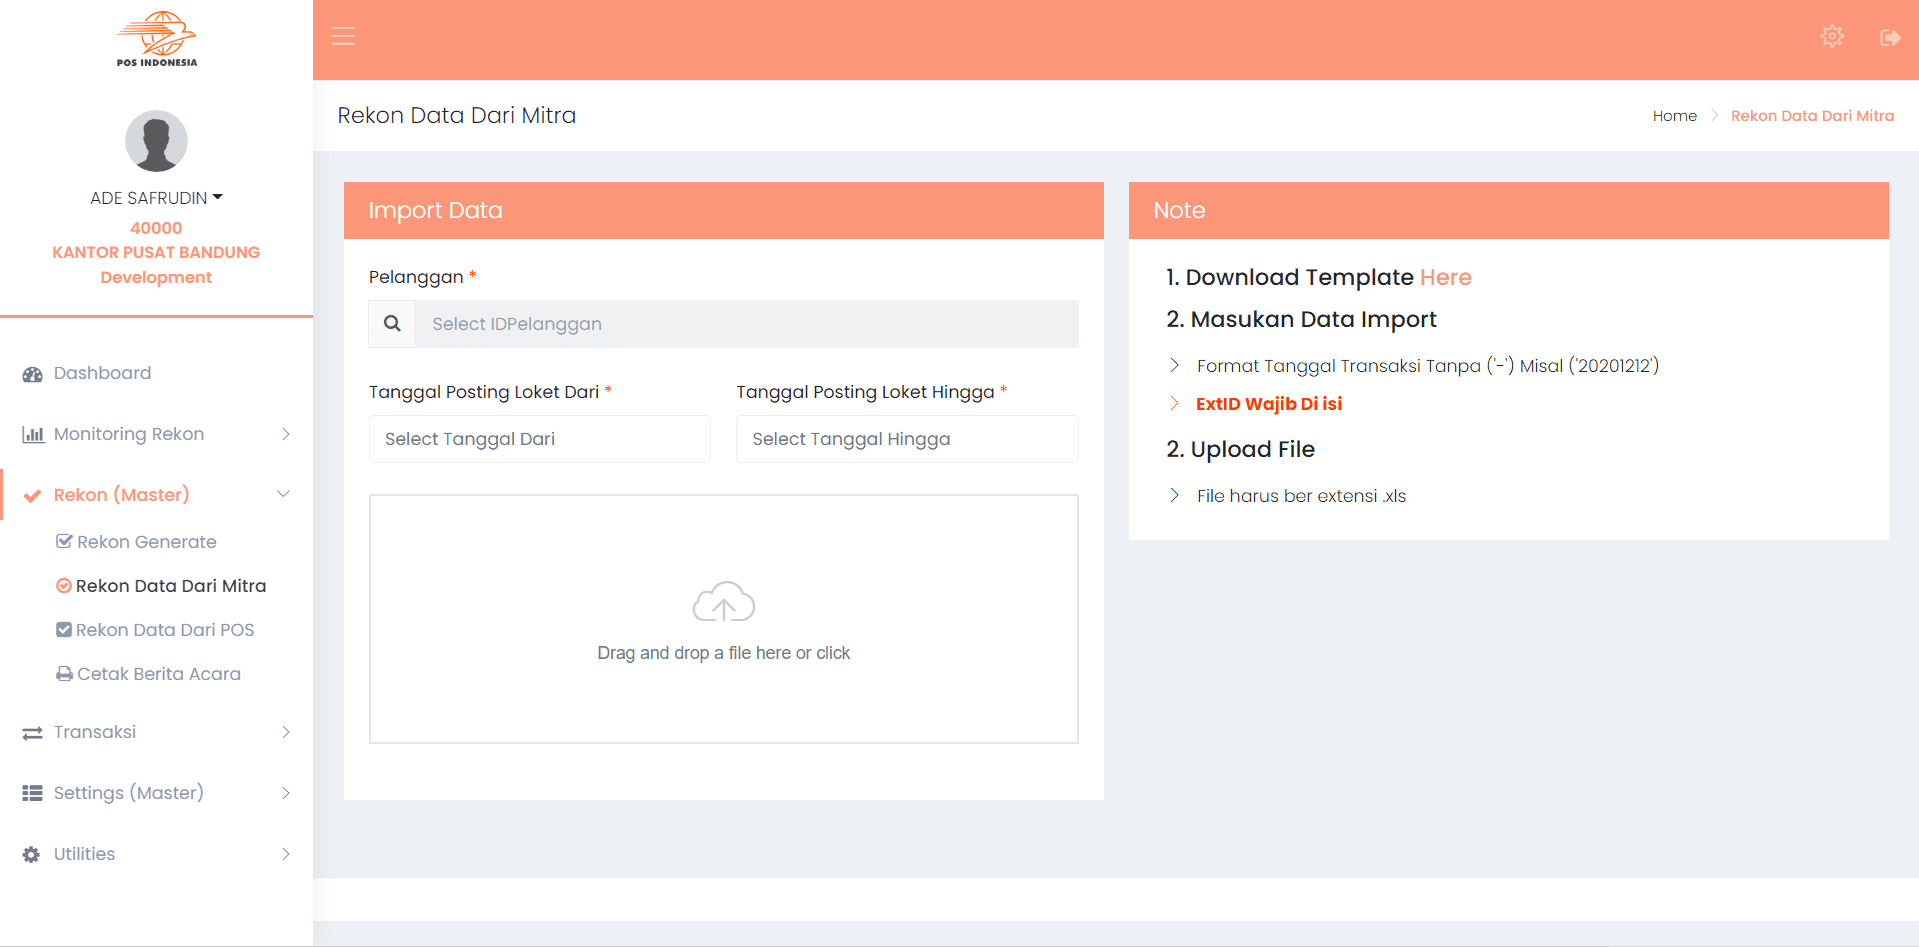 POS INDONESIA
ADE SAFRUDIN
40000
KANTOR PUSAT BANDUNG
Development
Dashboard
Monitoring Rekon
Rekon (Master)
Rekon Generate
Rekon Data Dari Mitra
Rekon Data Dari POS
Cetak Berita Acara
Transaksi
Settings (Master)
Utilities
Rekon Data Dari Mitra
Home > Rekon Data Dari Mitra
Import Data
Pelanggan *
Select IDPelanggan
Tanggal Posting Loket Dari *
Tanggal Posting Loket Hingga *
Select Tanggal Dari
Select Tanggal Hingga
Drag and drop a file here or click
Note
1. Download Template Here
2. Masukan Data Import
Format Tanggal Transaksi Tanpa ('-') Misal ('20201212')
ExtID Wajib Di isi
2. Upload File
File harus ber extensi .xls